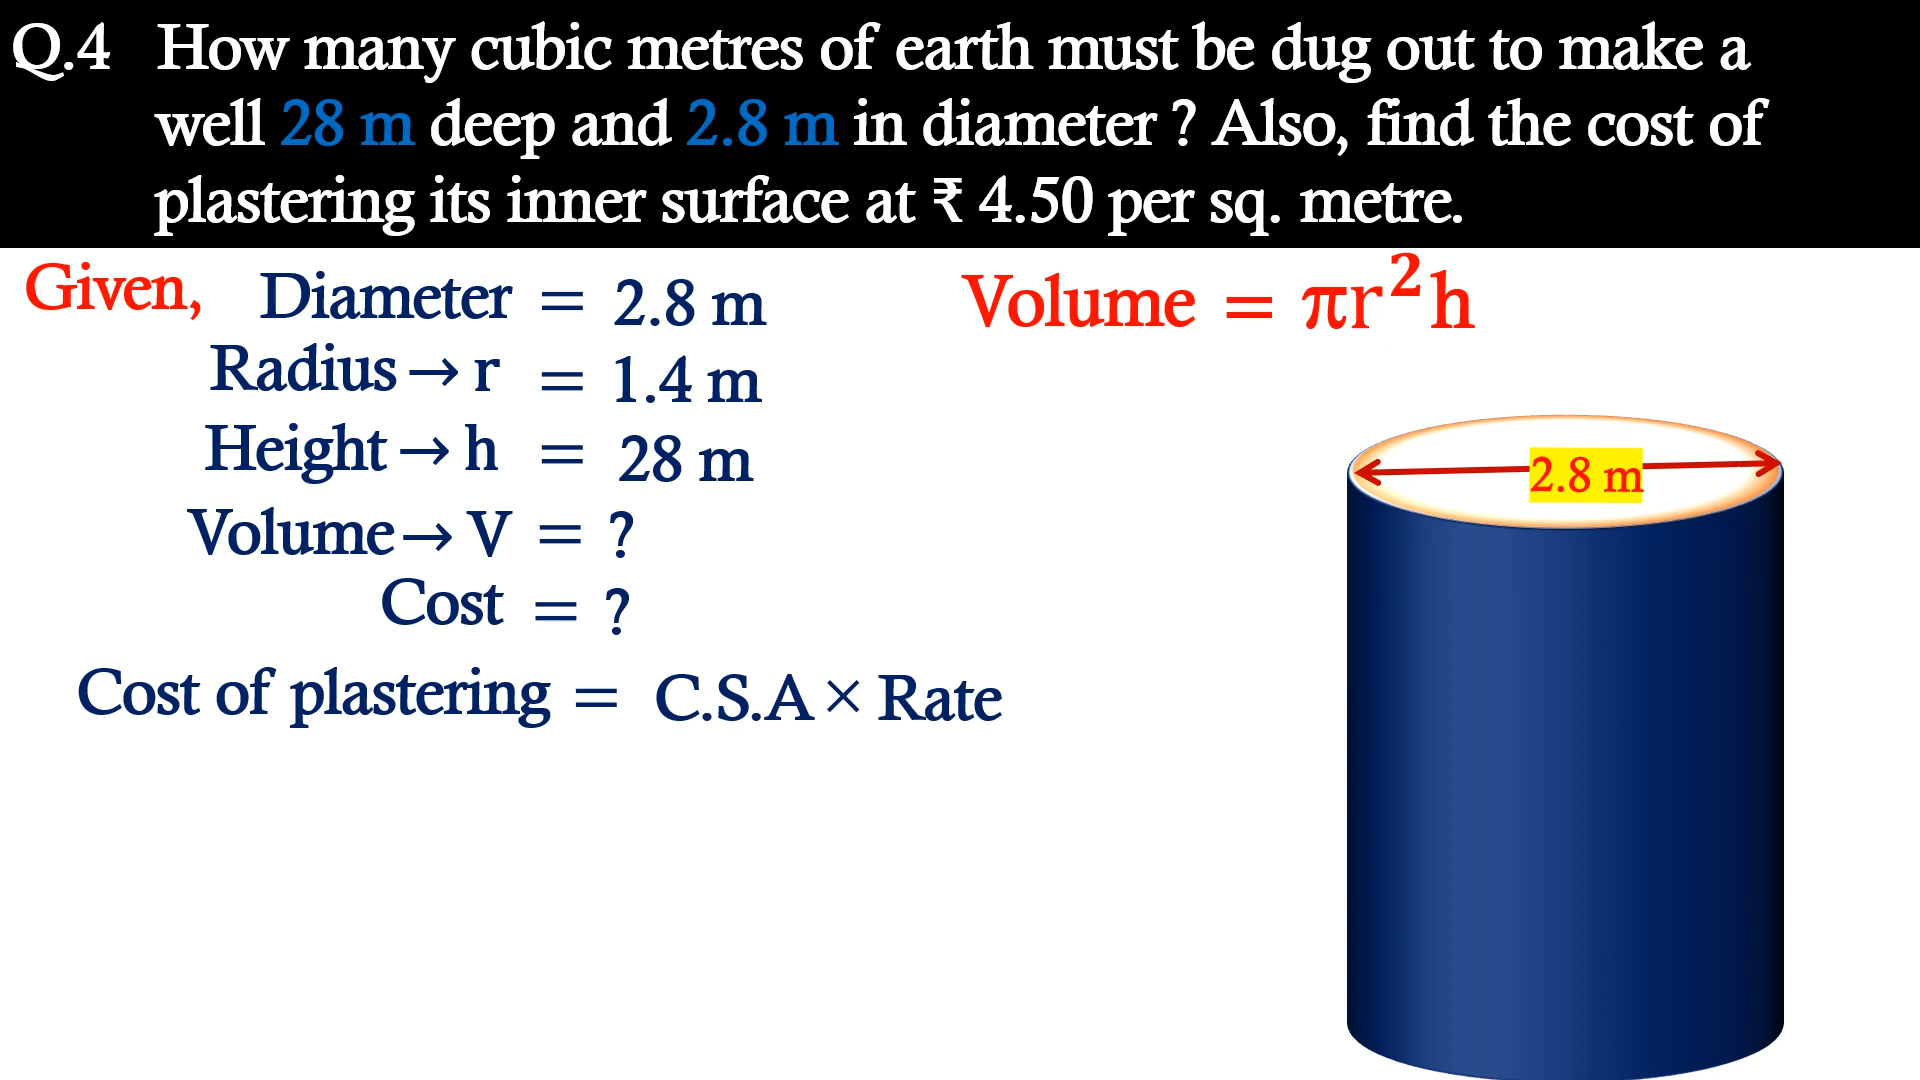 Q.4 How many cubic metres of earth must be dug out to make a
well 28 m deep and 2.8 m in diameter ? Also, find the cost of
plastering its inner surface at ₹ 4.50 per sq. metre.
Given, Diameter = 2.8 m
Volume = πr²h
Radius → r = 1.4 m
Height → h = 28 m
2.8 m
Volume → V = ?
Cost = ?
Cost of plastering = C.S.A × Rate